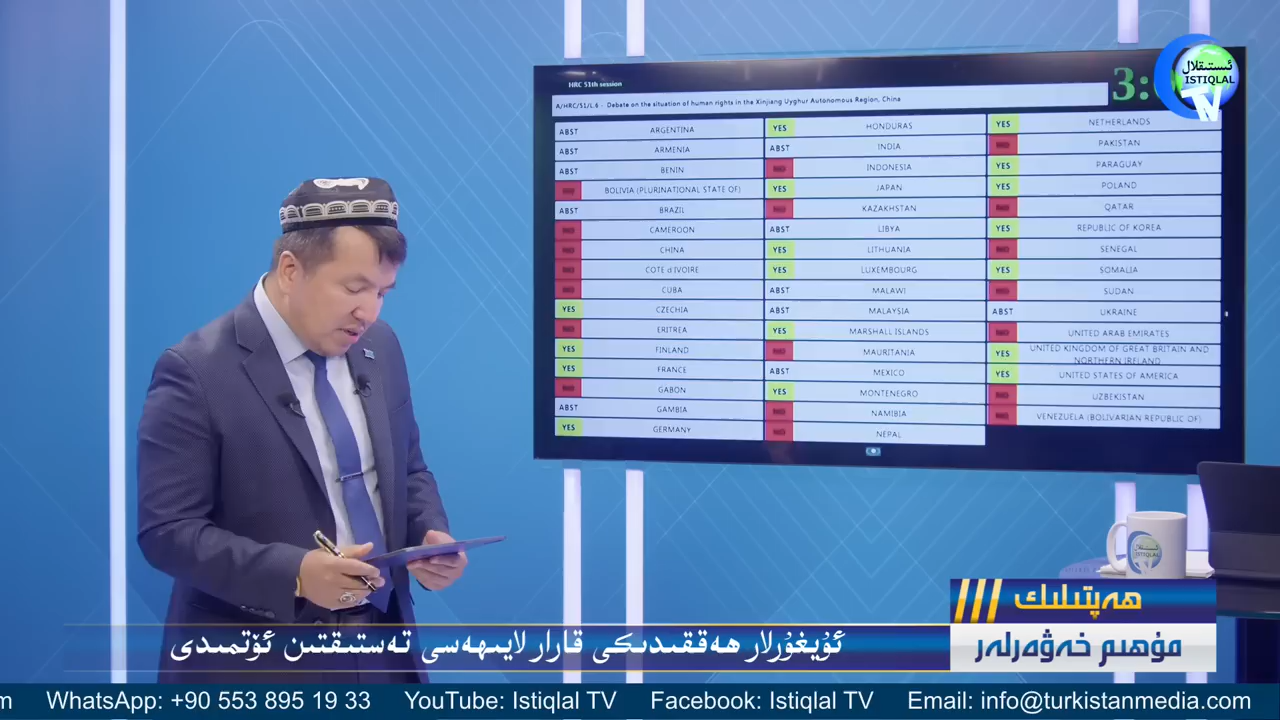 HRC 51th session
3:
A/HRC/51/L.6 - Debate on the situation of human rights in the Xinjiang Uyghur Autonomous Region, China
ABST ARGENTINA
ABST ARMENIA
ABST BENIN
NO BOLIVIA (PLURINATIONAL STATE OF)
ABST BRAZIL
NO CAMEROON
NO CHINA
NO COTE d'IVOIRE
NO CUBA
YES CZECHIA
NO ERITREA
YES FINLAND
YES FRANCE
NO GABON
ABST GAMBIA
YES GERMANY
YES HONDURAS
ABST INDIA
NO INDONESIA
YES JAPAN
NO KAZAKHSTAN
ABST LIBYA
YES LITHUANIA
YES LUXEMBOURG
ABST MALAWI
ABST MALAYSIA
YES MARSHALL ISLANDS
NO MAURITANIA
ABST MEXICO
YES MONTENEGRO
NO NAMIBIA
NO NEPAL
YES NETHERLANDS
NO PAKISTAN
YES PARAGUAY
YES POLAND
NO QATAR
YES REPUBLIC OF KOREA
NO SENEGAL
YES SOMALIA
NO SUDAN
ABST UKRAINE
NO UNITED ARAB EMIRATES
YES UNITED KINGDOM OF GREAT BRITAIN AND
NORTHERN IRELAND
YES UNITED STATES OF AMERICA
NO UZBEKISTAN
NO VENEZUELA (BOLIVARIAN REPUBLIC OF)
ئىستىقلال
ISTIQLAL
TV
ئىستىقلال
ISTIQLAL
ھەپتىلىك
مۇھىم خەۋەرلەر
ئۇيغۇرلار ھەققىدىكى قارار لايىھەسى تەستىقتىن ئۆتمىدى
m WhatsApp: +90 553 895 19 33 YouTube: Istiqlal TV Facebook: Istiqlal TV Email: info@turkistanmedia.com